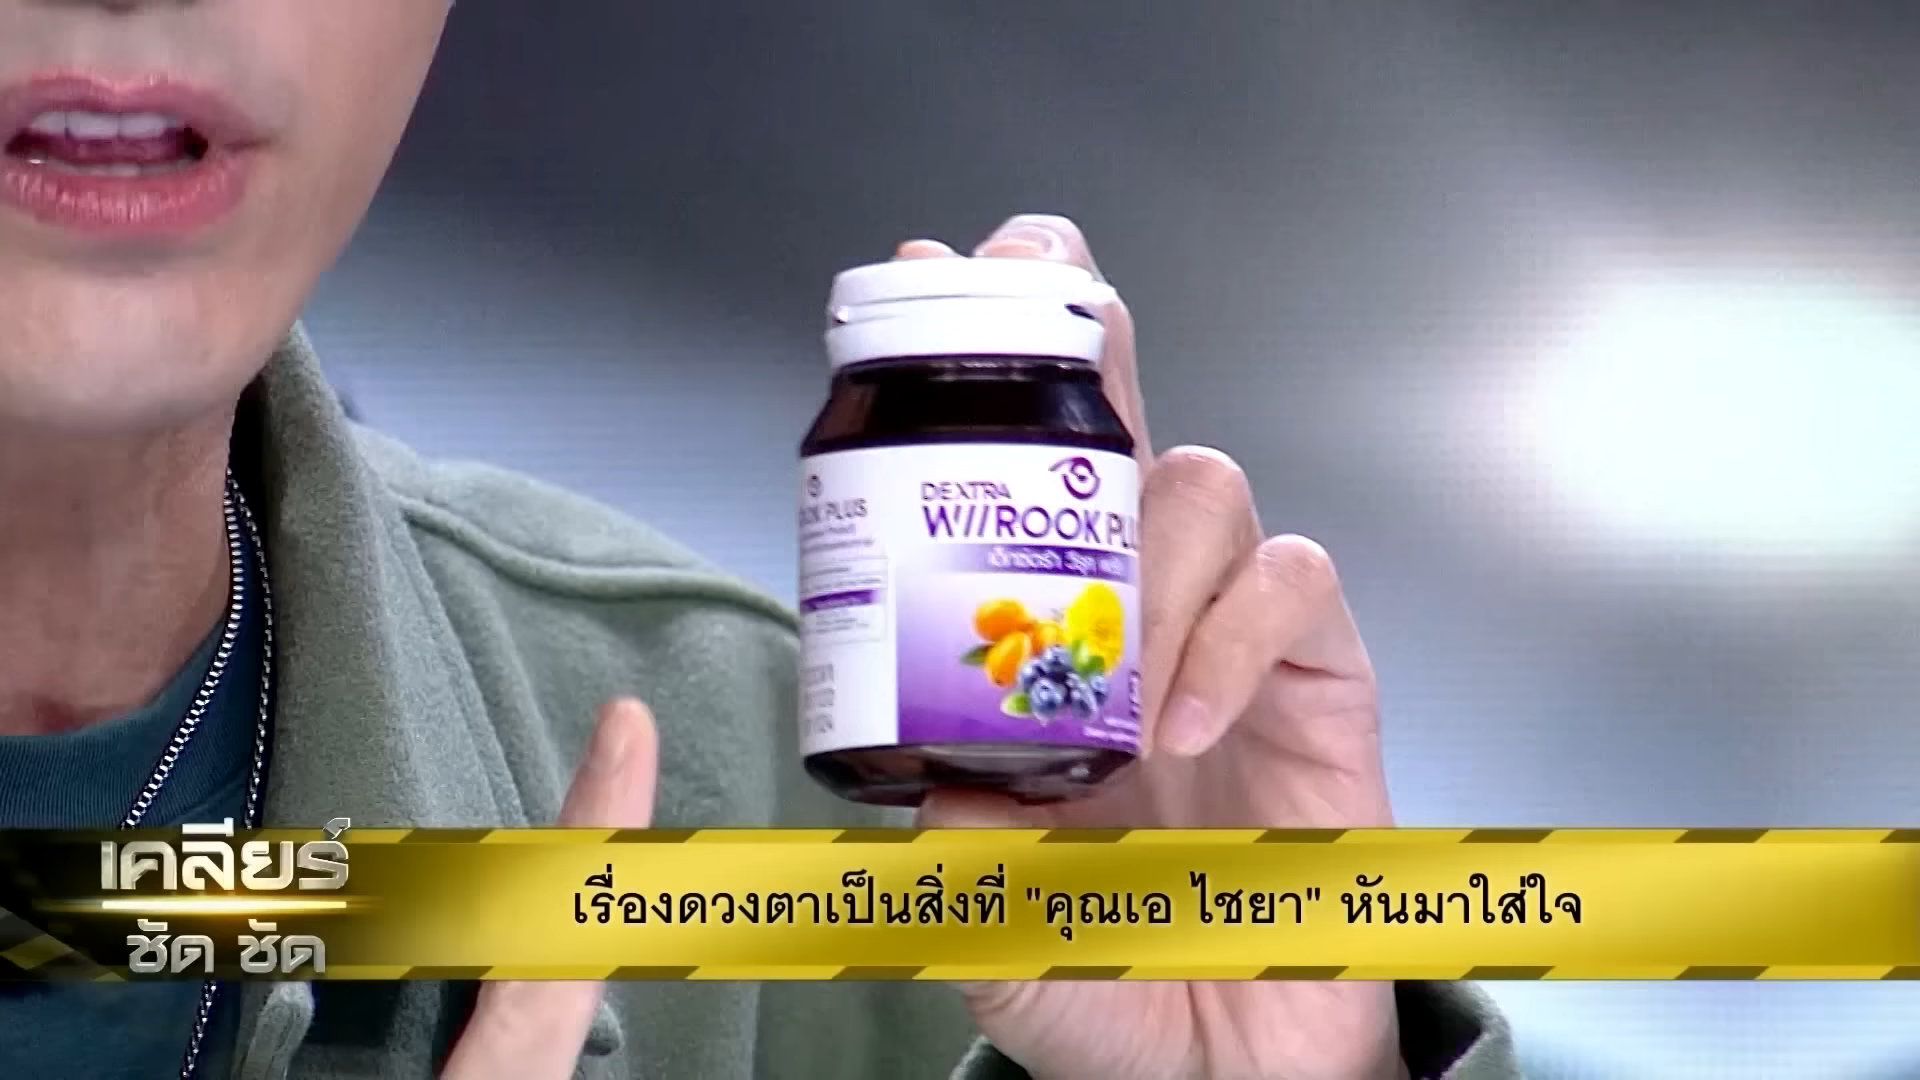 OOK PLUS
DEXTRA
W//ROOK PLU
เรื่องดวงตาเป็นสิ่งที่ "คุณเอ ไชยา" หันมาใส่ใจ
เคลียร์
ชัด ชัด